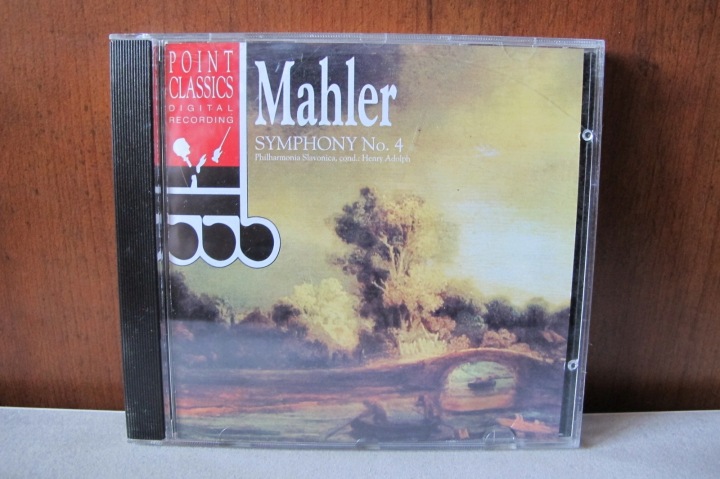 POINT
CLASSICS
DIGITAL
RECORDING
Mahler
SYMPHONY No. 4
Philharmonia Slavonica, cond.: Henry Adolph